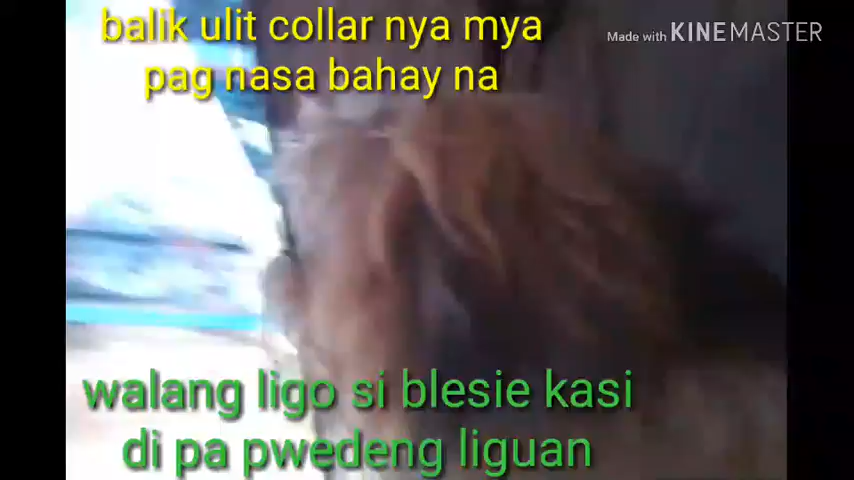 balik ulit collar nya mya
pag nasa bahay na
Made with KINEMASTER
walang ligo si blesie kasi
di pa pwedeng liguan